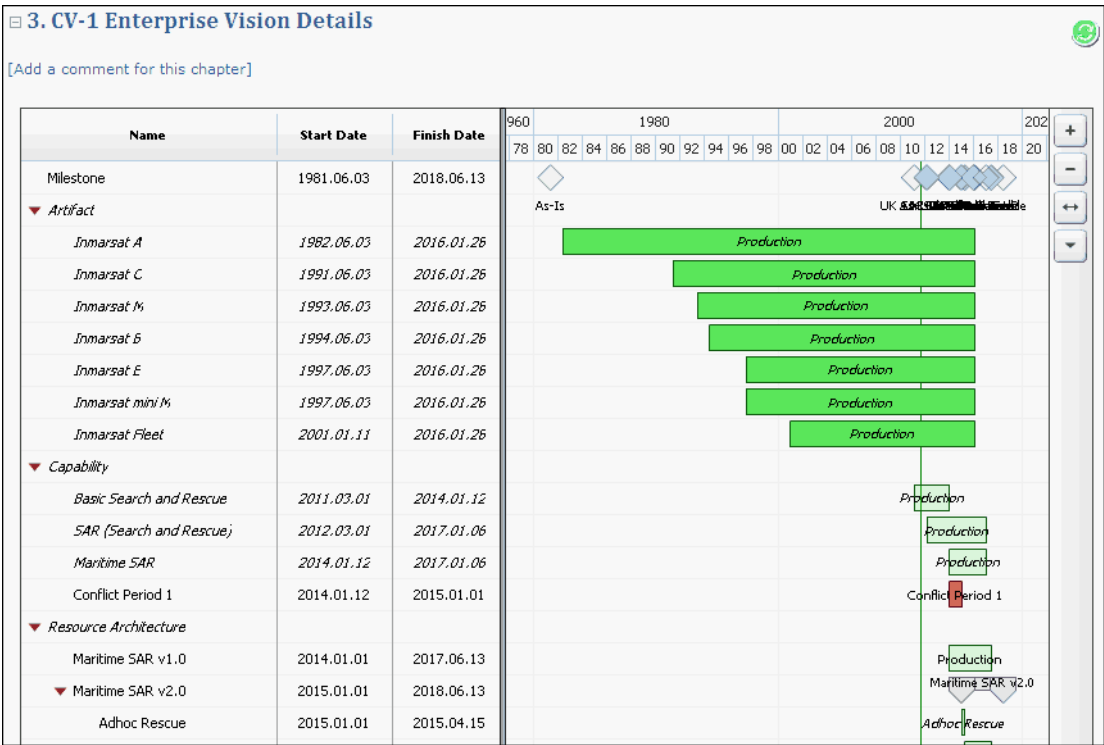 3. CV-1 Enterprise Vision Details
[Add a comment for this chapter]
Name Start Date Finish Date
960 1980 2000 202
78 80 82 84 86 88 90 92 94 96 98 00 02 04 06 08 10 12 14 16 18 20
Milestone 1981.06.03 2018.06.13
As-Is UK
Artifact
Inmarsat A 1982.06.03 2016.01.26 Production
Inmarsat C 1991.06.03 2016.01.26 Production
Inmarsat M 1993.06.03 2016.01.26 Production
Inmarsat B 1994.06.03 2016.01.26 Production
Inmarsat E 1997.06.03 2016.01.26 Production
Inmarsat mini M 1997.06.03 2016.01.26 Production
Inmarsat Fleet 2001.01.11 2016.01.26 Production
Capability
Basic Search and Rescue 2011.03.01 2014.01.12 Production
SAR (Search and Rescue) 2012.03.01 2017.01.06 Production
Maritime SAR 2014.01.12 2017.01.06 Production
Conflict Period 1 2014.01.12 2015.01.01 Conflict Period 1
Resource Architecture
Maritime SAR v1.0 2014.01.01 2017.06.13 Production
Maritime SAR v2.0 2015.01.01 2018.06.13 Maritime SAR v2.0
Adhoc Rescue 2015.01.01 2015.04.15 Adhoc Rescue